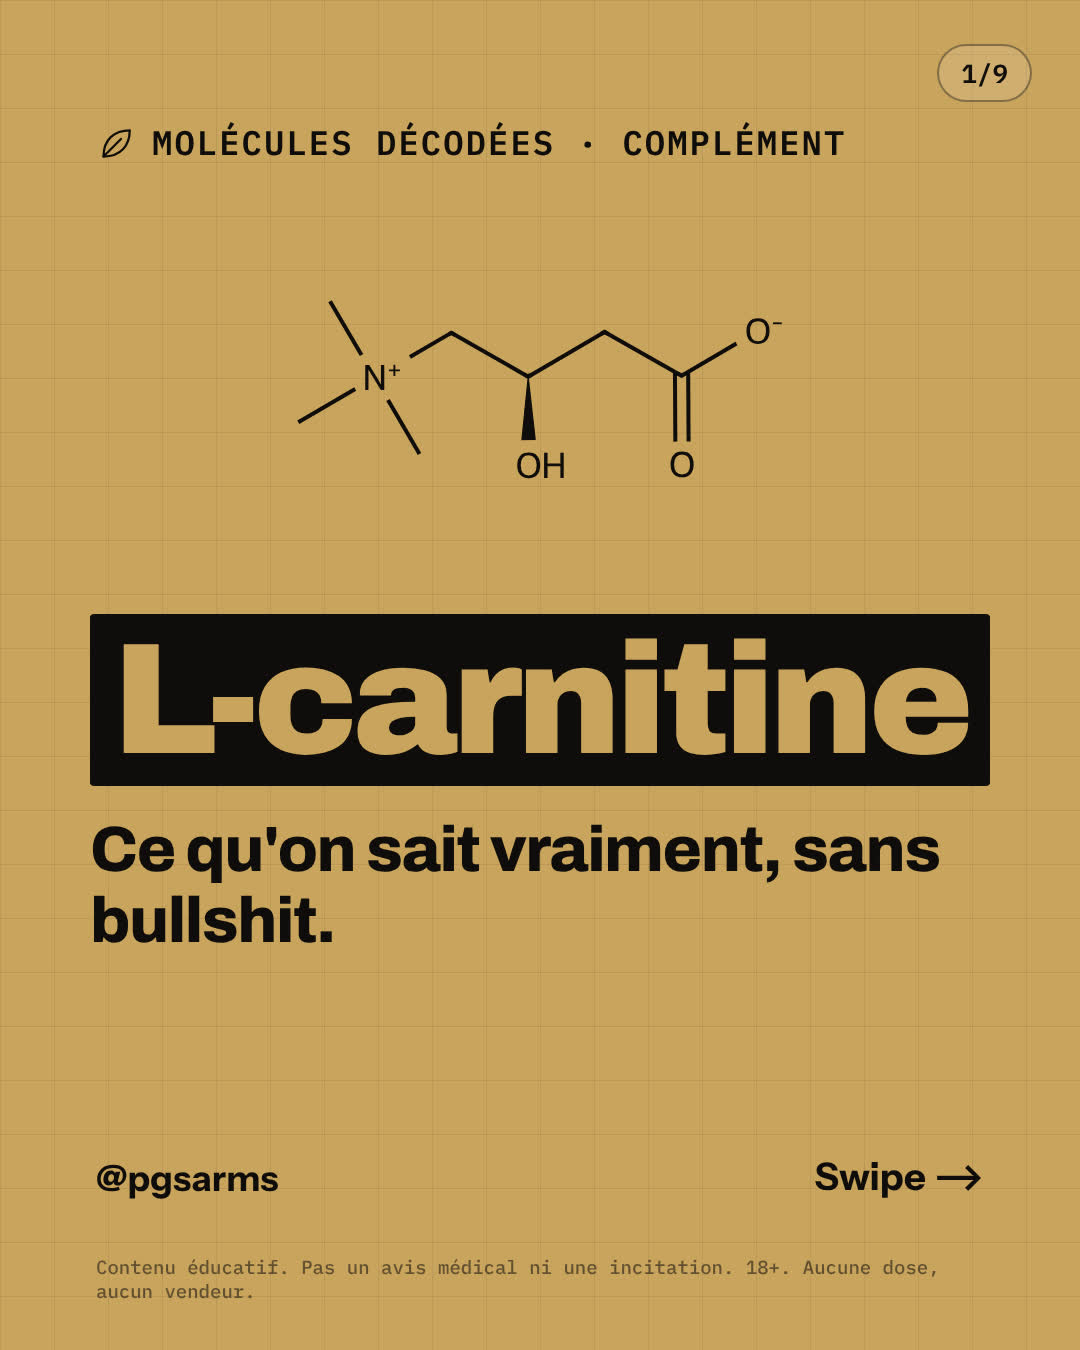 1/9
MOLÉCULES DÉCODÉES · COMPLÉMENT
O⁻
N⁺
OH
O
L-carnitine
Ce qu'on sait vraiment, sans
bullshit.
@pgsarms
Swipe →
Contenu éducatif. Pas un avis médical ni une incitation. 18+. Aucune dose,
aucun vendeur.